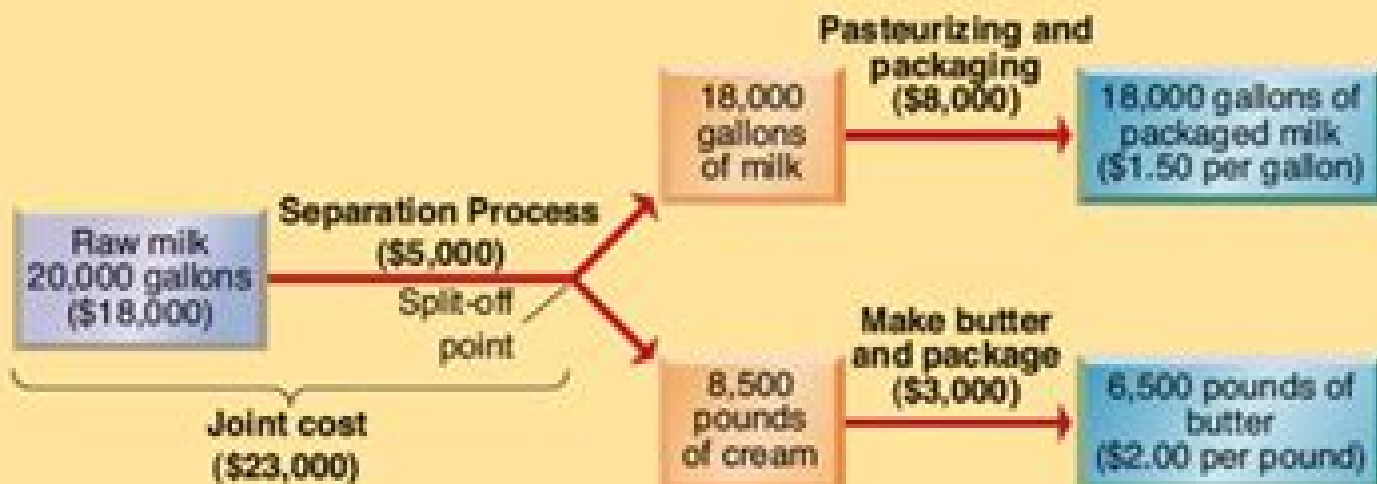 Raw milk
20,000 gallons
($18,000)
Separation Process
($5,000)
Split-off
point
Joint cost
($23,000)
18,000
gallons
of milk
Pasteurizing and
packaging
($8,000)
18,000 gallons of
packaged milk
($1.50 per gallon)
8,500
pounds
of cream
Make butter
and package
($3,000)
6,500 pounds of
butter
($2.00 per pound)